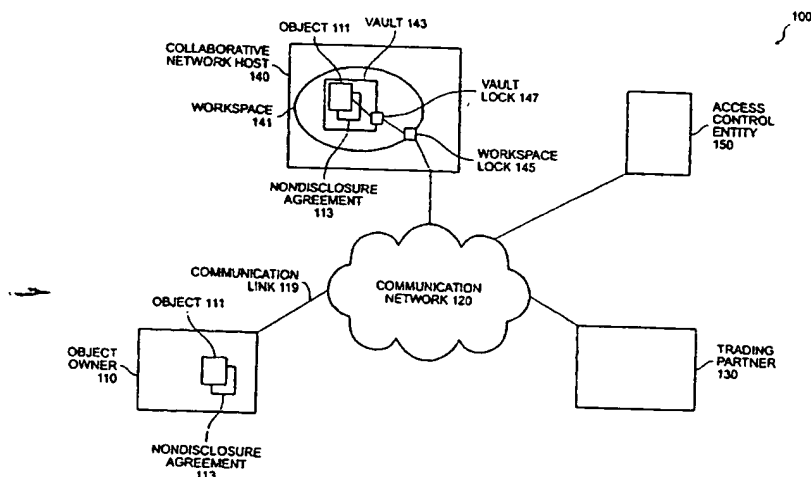 100
OBJECT 111
VAULT 143
COLLABORATIVE
NETWORK HOST
140
WORKSPACE
141
VAULT
LOCK 147
WORKSPACE
LOCK 145
NONDISCLOSURE
AGREEMENT
113
ACCESS
CONTROL
ENTITY
150
COMMUNICATION
NETWORK 120
COMMUNICATION
LINK 119
OBJECT 111
OBJECT
OWNER
110
NONDISCLOSURE
AGREEMENT
113
TRADING
PARTNER
130